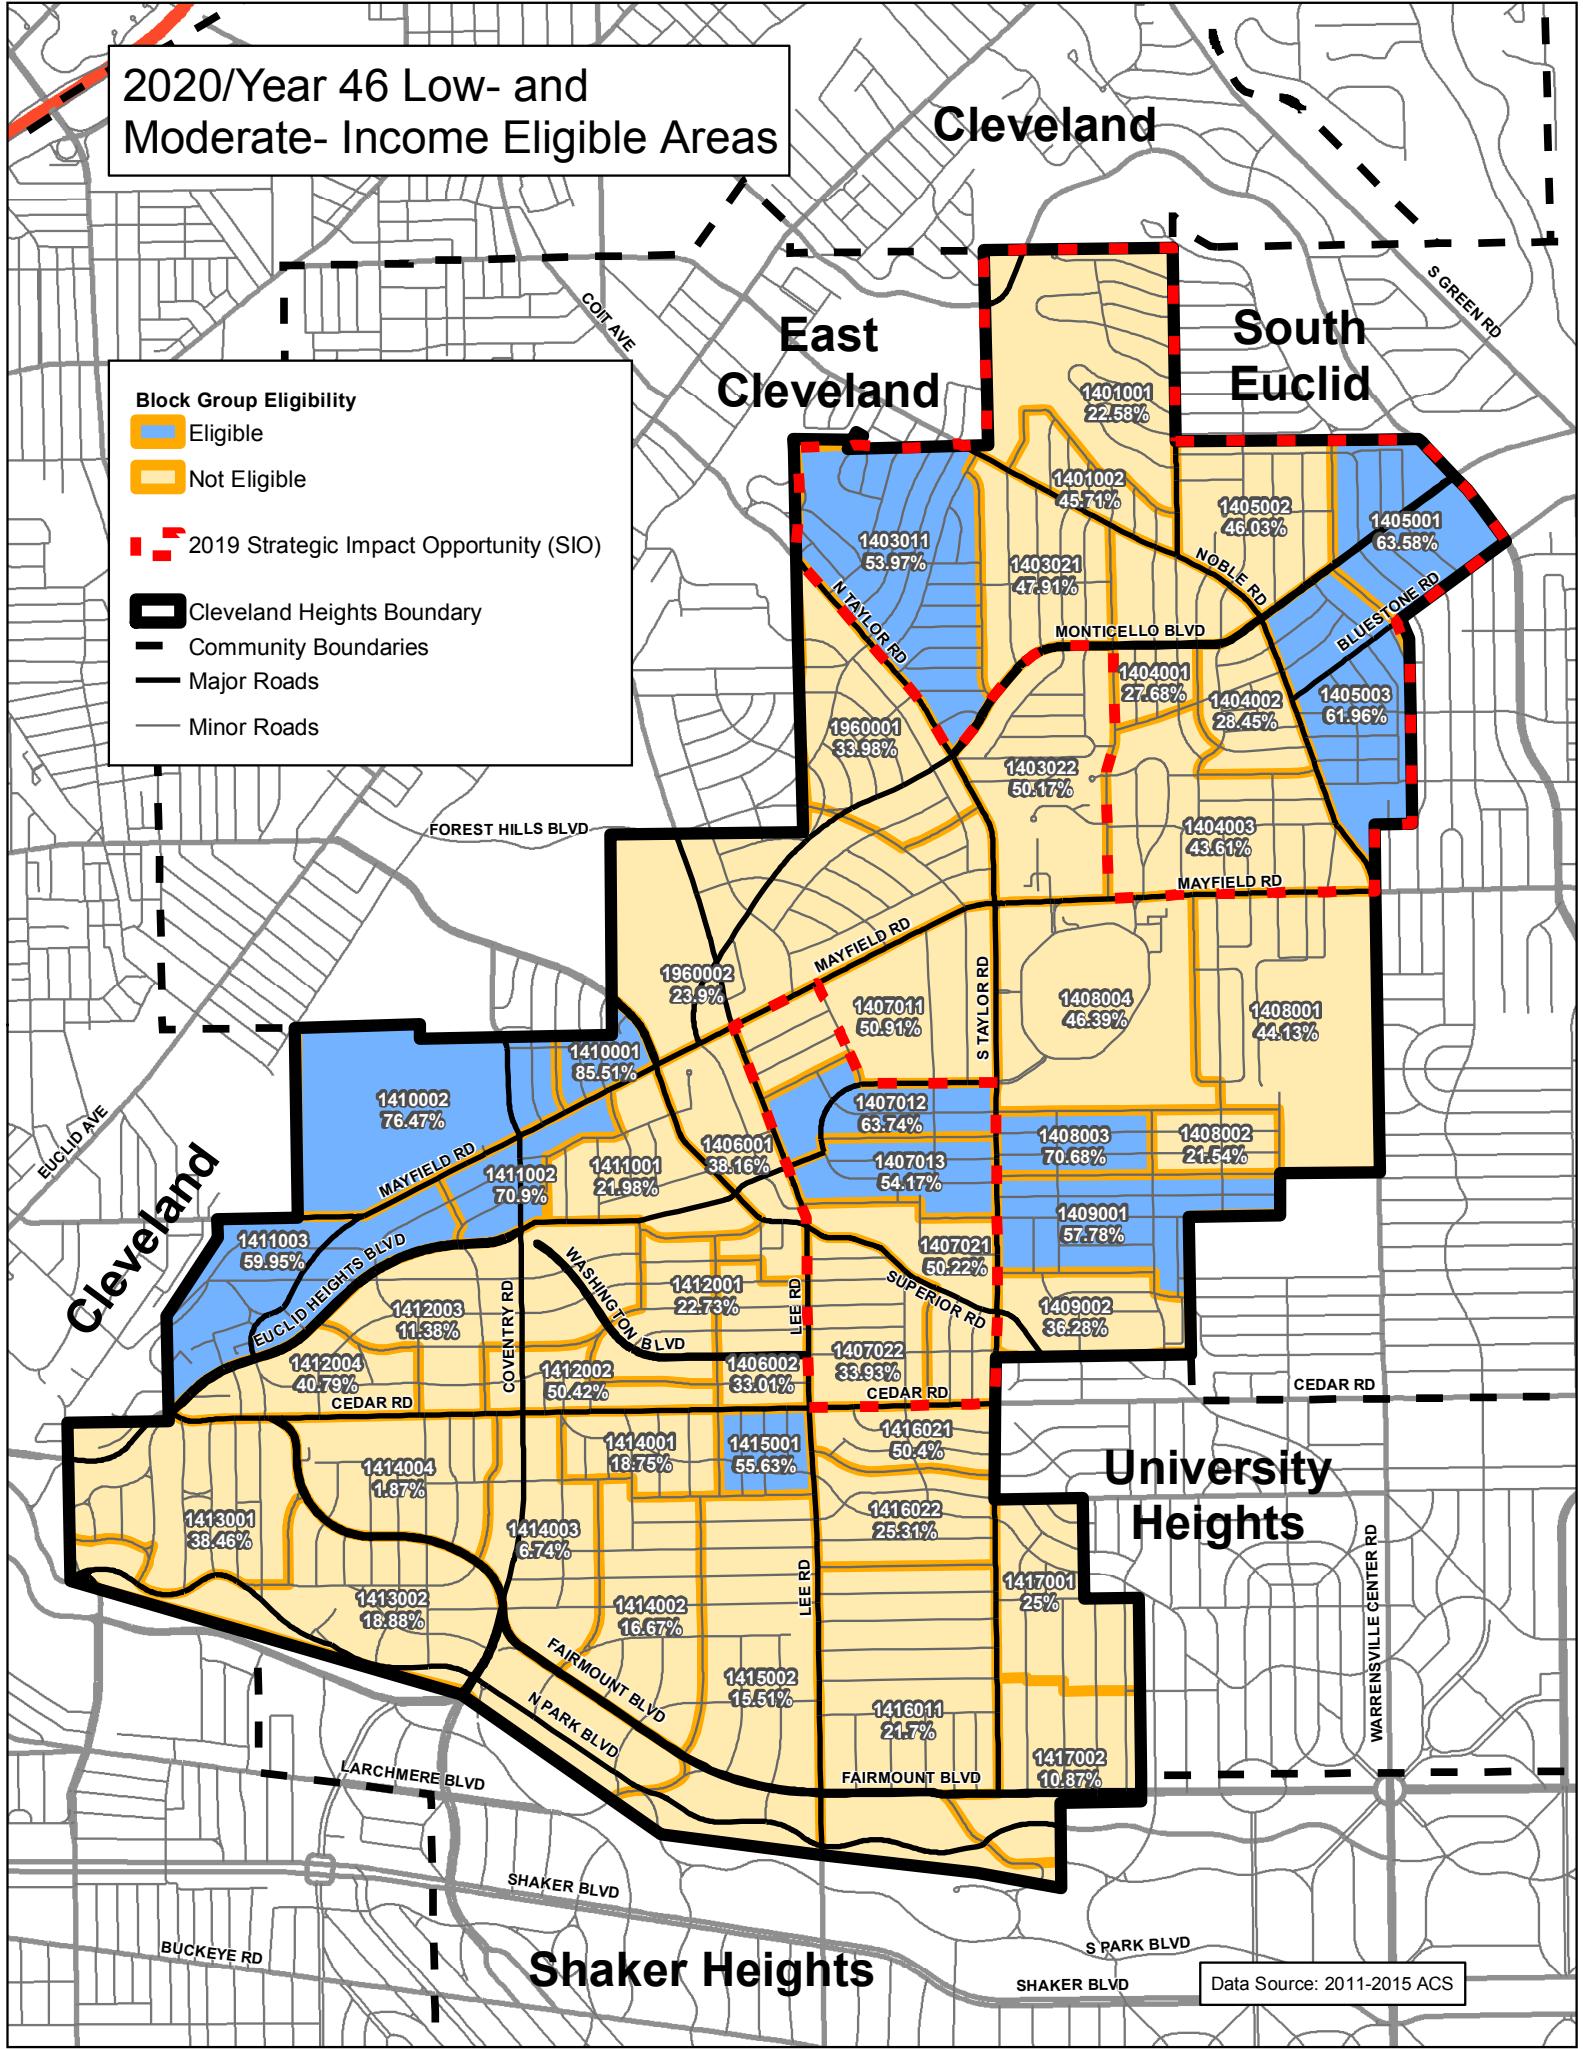 2020/Year 46 Low- and
Moderate- Income Eligible Areas
Cleveland
S GREEN RD
COIT AVE
East
Cleveland
South
Euclid
Block Group Eligibility
Eligible
Not Eligible
2019 Strategic Impact Opportunity (SIO)
Cleveland Heights Boundary
Community Boundaries
Major Roads
Minor Roads
1401001
22.58%
1401002
45.71%
1405002
46.03%
1405001
63.58%
1403011
53.97%
1403021
47.91%
NOBLE RD
N TAYLOR RD
BLUESTONE RD
MONTICELLO BLVD
1404001
27.68%
1404002
28.45%
1405003
61.96%
1960001
33.98%
1403022
50.17%
FOREST HILLS BLVD
1404003
43.61%
MAYFIELD RD
MAYFIELD RD
1960002
23.9%
S TAYLOR RD
1407011
50.91%
1408004
46.39%
1408001
44.13%
1410001
85.51%
1410002
76.47%
1407012
63.74%
EUCLID AVE
1406001
38.16%
1408003
70.68%
1408002
21.54%
MAYFIELD RD
1411002
70.9%
1411001
21.98%
1407013
54.17%
Cleveland
1411003
59.95%
EUCLID HEIGHTS BLVD
1409001
57.78%
1407021
50.22%
WASHINGTON BLVD
1412001
22.73%
LEE RD
SUPERIOR RD
COVENTRY RD
1412003
11.38%
1409002
36.28%
1412004
40.79%
1412002
50.42%
1406002
33.01%
1407022
33.93%
CEDAR RD
CEDAR RD
CEDAR RD
1414001
18.75%
1415001
55.63%
1416021
50.4%
University
Heights
1414004
1.87%
1413001
38.46%
1414003
6.74%
1416022
25.31%
WARRENSVILLE CENTER RD
LEE RD
1417001
25%
1413002
18.88%
1414002
16.67%
FAIRMOUNT BLVD
N PARK BLVD
1415002
15.51%
1416011
21.7%
1417002
10.87%
FAIRMOUNT BLVD
LARCHMERE BLVD
SHAKER BLVD
BUCKEYE RD
Shaker Heights
S PARK BLVD
SHAKER BLVD
Data Source: 2011-2015 ACS